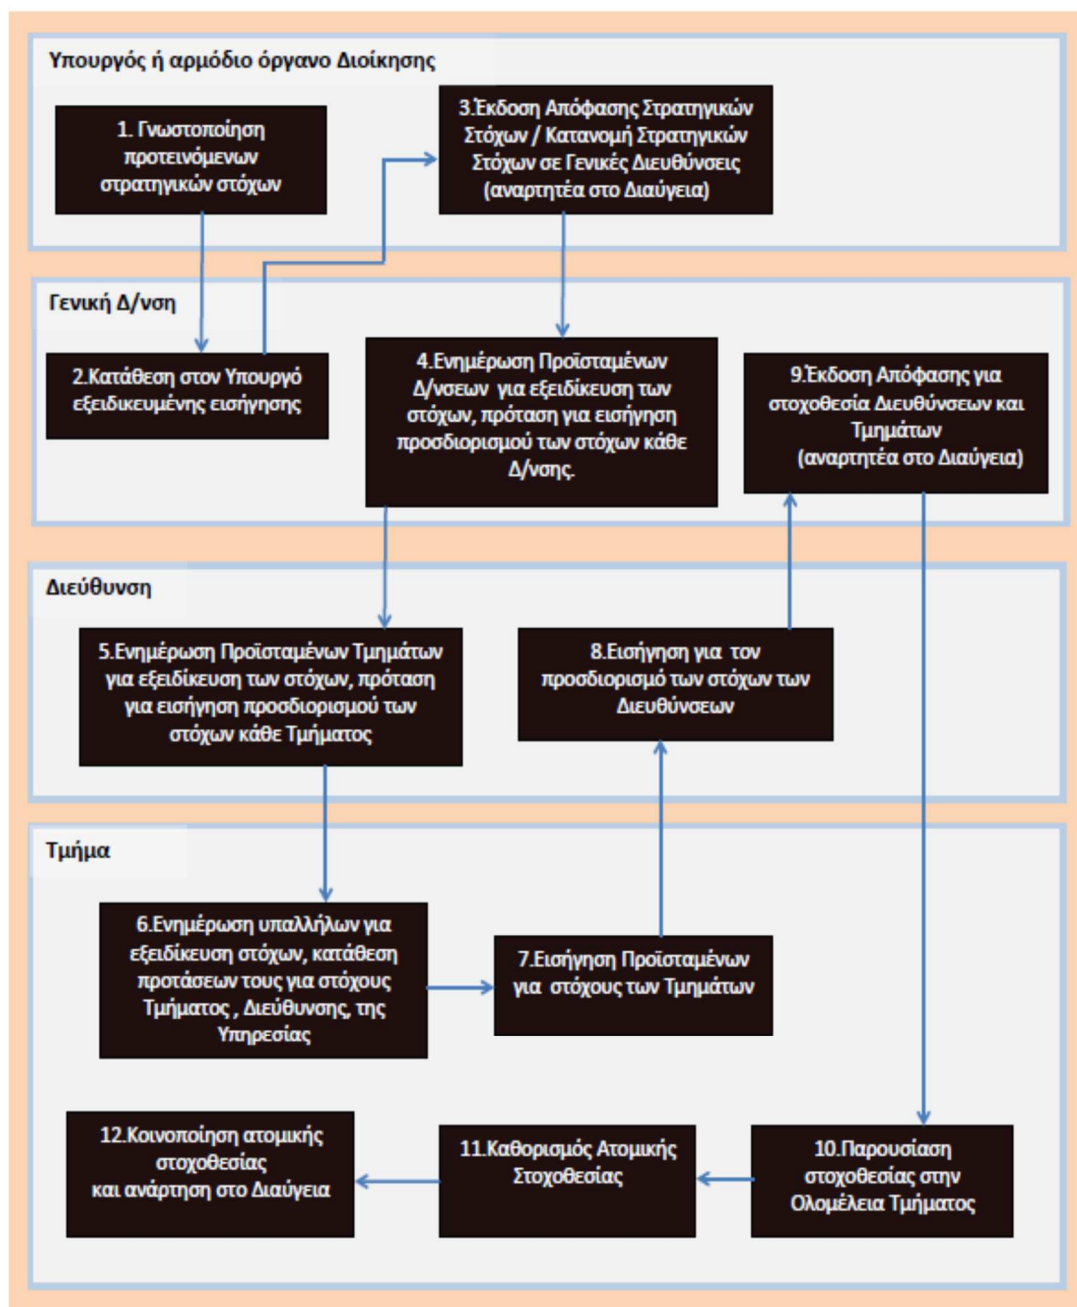 Υπουργός ή αρμόδιο όργανο Διοίκησης
1. Γνωστοποίηση
προτεινόμενων
στρατηγικών στόχων
3.Έκδοση Απόφασης Στρατηγικών
Στόχων / Κατανομή Στρατηγικών
Στόχων σε Γενικές Διευθύνσεις
(αναρτητέα στο Διαύγεια)
Γενική Δ/νση
2.Κατάθεση στον Υπουργό
εξειδικευμένης εισήγησης
4.Ενημέρωση Προϊσταμένων
Δ/νσεων για εξειδίκευση των
στόχων, πρόταση για εισήγηση
προσδιορισμού των στόχων κάθε
Δ/νσης.
9.Έκδοση Απόφασης για
στοχοθεσία Διευθύνσεων και
Τμημάτων
(αναρτητέα στο Διαύγεια)
Διεύθυνση
5.Ενημέρωση Προϊσταμένων Τμημάτων
για εξειδίκευση των στόχων, πρόταση
για εισήγηση προσδιορισμού των
στόχων κάθε Τμήματος
8.Εισήγηση για τον
προσδιορισμό των στόχων των
Διευθύνσεων
Τμήμα
6.Ενημέρωση υπαλλήλων για
εξειδίκευση στόχων, κατάθεση
προτάσεων τους για στόχους
Τμήματος , Διεύθυνσης, της
Υπηρεσίας
7.Εισήγηση Προϊσταμένων
για στόχους των Τμημάτων
12.Κοινοποίηση ατομικής
στοχοθεσίας
και ανάρτηση στο Διαύγεια
11.Καθορισμός Ατομικής
Στοχοθεσίας
10.Παρουσίαση
στοχοθεσίας στην
Ολομέλεια Τμήματος